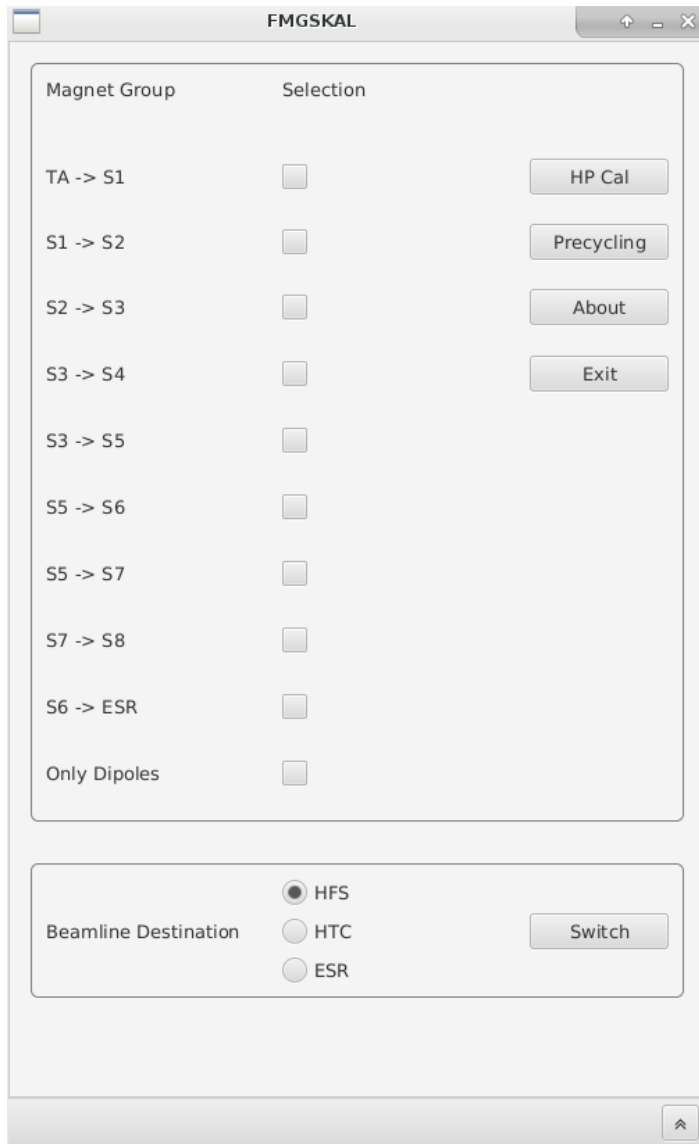 FMGSKAL
Magnet Group Selection
TA -> S1 HP Cal
S1 -> S2 Precycling
S2 -> S3 About
S3 -> S4 Exit
S3 -> S5
S5 -> S6
S5 -> S7
S7 -> S8
S6 -> ESR
Only Dipoles
HFS
Beamline Destination HTC Switch
ESR